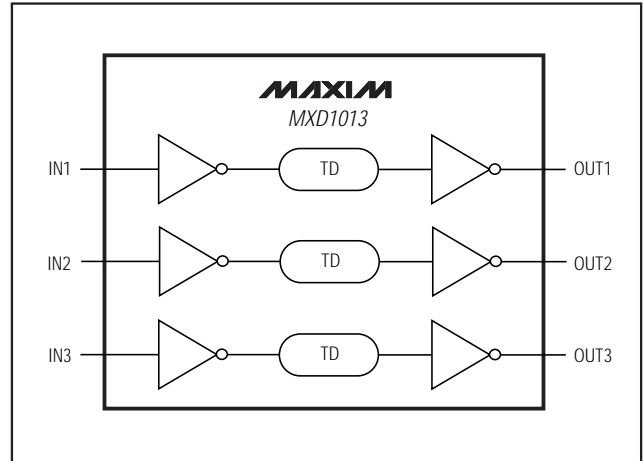 MAXIM
MXD1013
IN1 TD OUT1
IN2 TD OUT2
IN3 TD OUT3